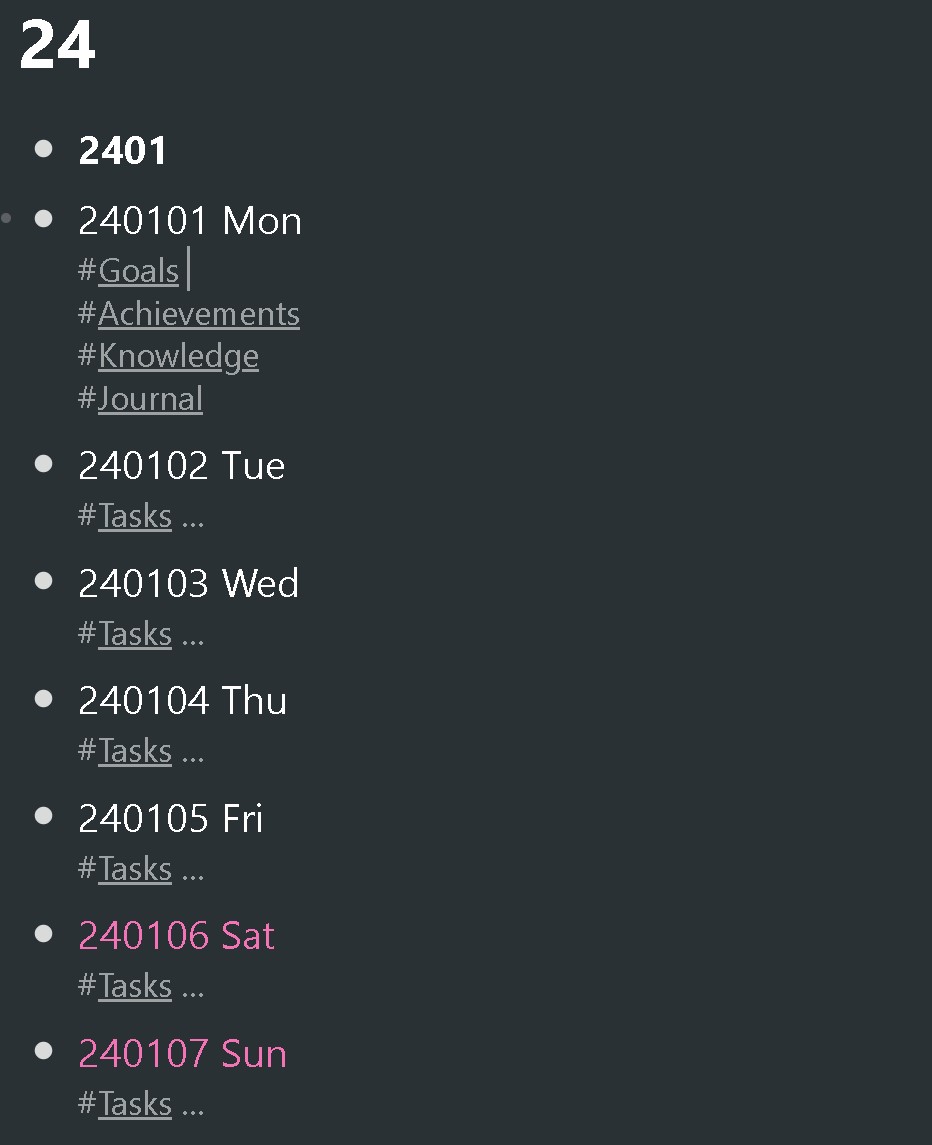 24
2401
240101 Mon
#Goals
#Achievements
#Knowledge
#Journal
240102 Tue
#Tasks ...
240103 Wed
#Tasks ...
240104 Thu
#Tasks ...
240105 Fri
#Tasks ...
240106 Sat
#Tasks ...
240107 Sun
#Tasks ...